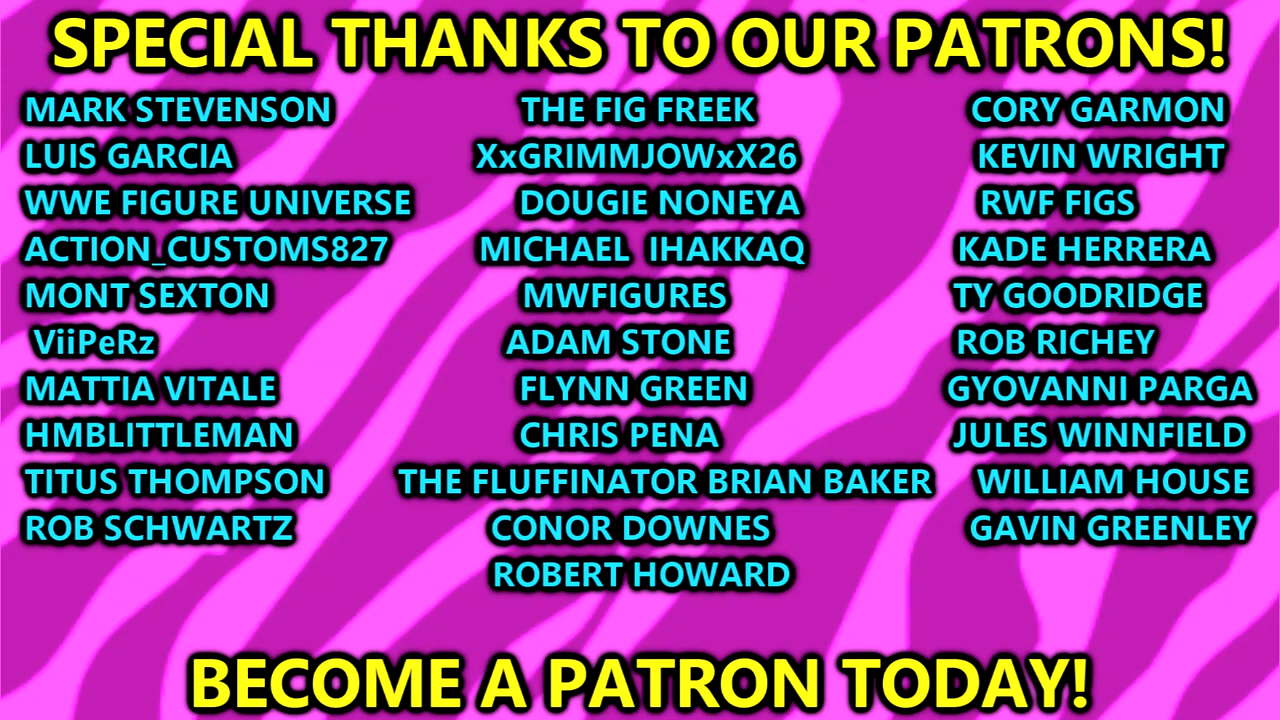 SPECIAL THANKS TO OUR PATRONS!
MARK STEVENSON THE FIG FREEK CORY GARMON
LUIS GARCIA XxGRIMMJOWxX26 KEVIN WRIGHT
WWE FIGURE UNIVERSE DOUGIE NONEYA RWF FIGS
ACTION_CUSTOMS827 MICHAEL IHAKKAQ KADE HERRERA
MONT SEXTON MWFIGURES TY GOODRIDGE
ViiPeRz ADAM STONE ROB RICHEY
MATTIA VITALE FLYNN GREEN GYOVANNI PARGA
HMBLITTLEMAN CHRIS PENA JULES WINNFIELD
TITUS THOMPSON THE FLUFFINATOR BRIAN BAKER WILLIAM HOUSE
ROB SCHWARTZ CONOR DOWNES GAVIN GREENLEY
ROBERT HOWARD
BECOME A PATRON TODAY!